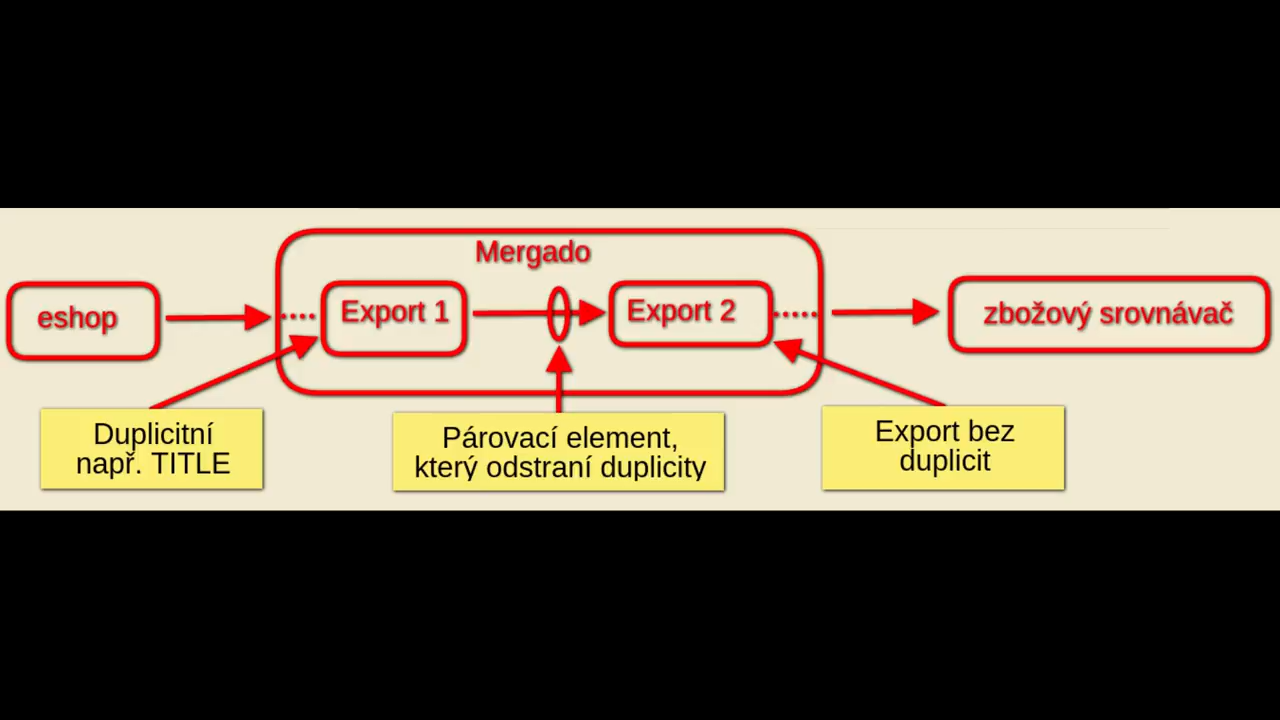 Mergado
eshop
Export 1
Export 2
zbožový srovnávač
Duplicitní
např. TITLE
Párovací element,
který odstraní duplicity
Export bez
duplicit